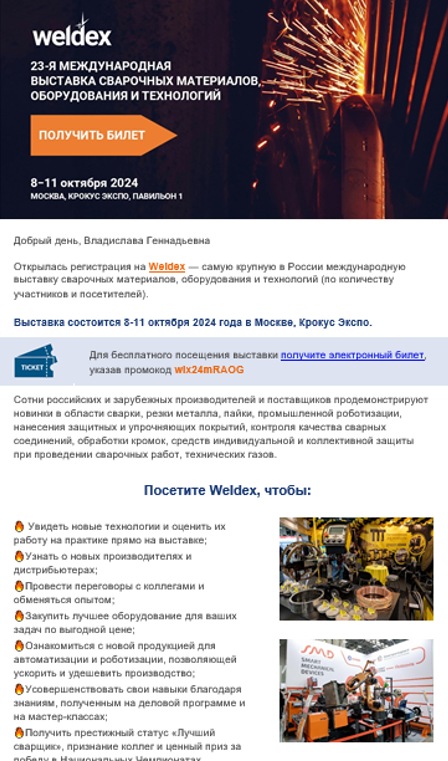 weldex
23-Я МЕЖДУНАРОДНАЯ
ВЫСТАВКА СВАРОЧНЫХ МАТЕРИАЛОВ,
ОБОРУДОВАНИЯ И ТЕХНОЛОГИЙ
ПОЛУЧИТЬ БИЛЕТ
8–11 октября 2024
МОСКВА, КРОКУС ЭКСПО, ПАВИЛЬОН 1
Добрый день, Владислава Геннадьевна
Открылась регистрация на Weldex — самую крупную в России международную
выставку сварочных материалов, оборудования и технологий (по количеству
участников и посетителей).
Выставка состоится 8-11 октября 2024 года в Москве, Крокус Экспо.
TICKET
Для бесплатного посещения выставки получите электронный билет,
указав промокод wlx24mRAOG
Сотни российских и зарубежных производителей и поставщиков продемонстрируют
новинки в области сварки, резки металла, пайки, промышленной роботизации,
нанесения защитных и упрочняющих покрытий, контроля качества сварных
соединений, обработки кромок, средств индивидуальной и коллективной защиты
при проведении сварочных работ, технических газов.
Посетите Weldex, чтобы:
Увидеть новые технологии и оценить их
работу на практике прямо на выставке;
Узнать о новых производителях и
дистрибьютерах;
Провести переговоры с коллегами и
обменяться опытом;
Закупить лучшее оборудование для ваших
задач по выгодной цене;
Ознакомиться с новой продукцией для
автоматизации и роботизации, позволяющей
ускорить и удешевить производство;
Усовершенствовать свои навыки благодаря
знаниям, полученным на деловой программе и
на мастер-классах;
Получить престижный статус «Лучший
сварщик», признание коллег и ценный приз за
победу в Национальных Чемпионатах
SMD
SMART
MECHANICAL
DEVICES